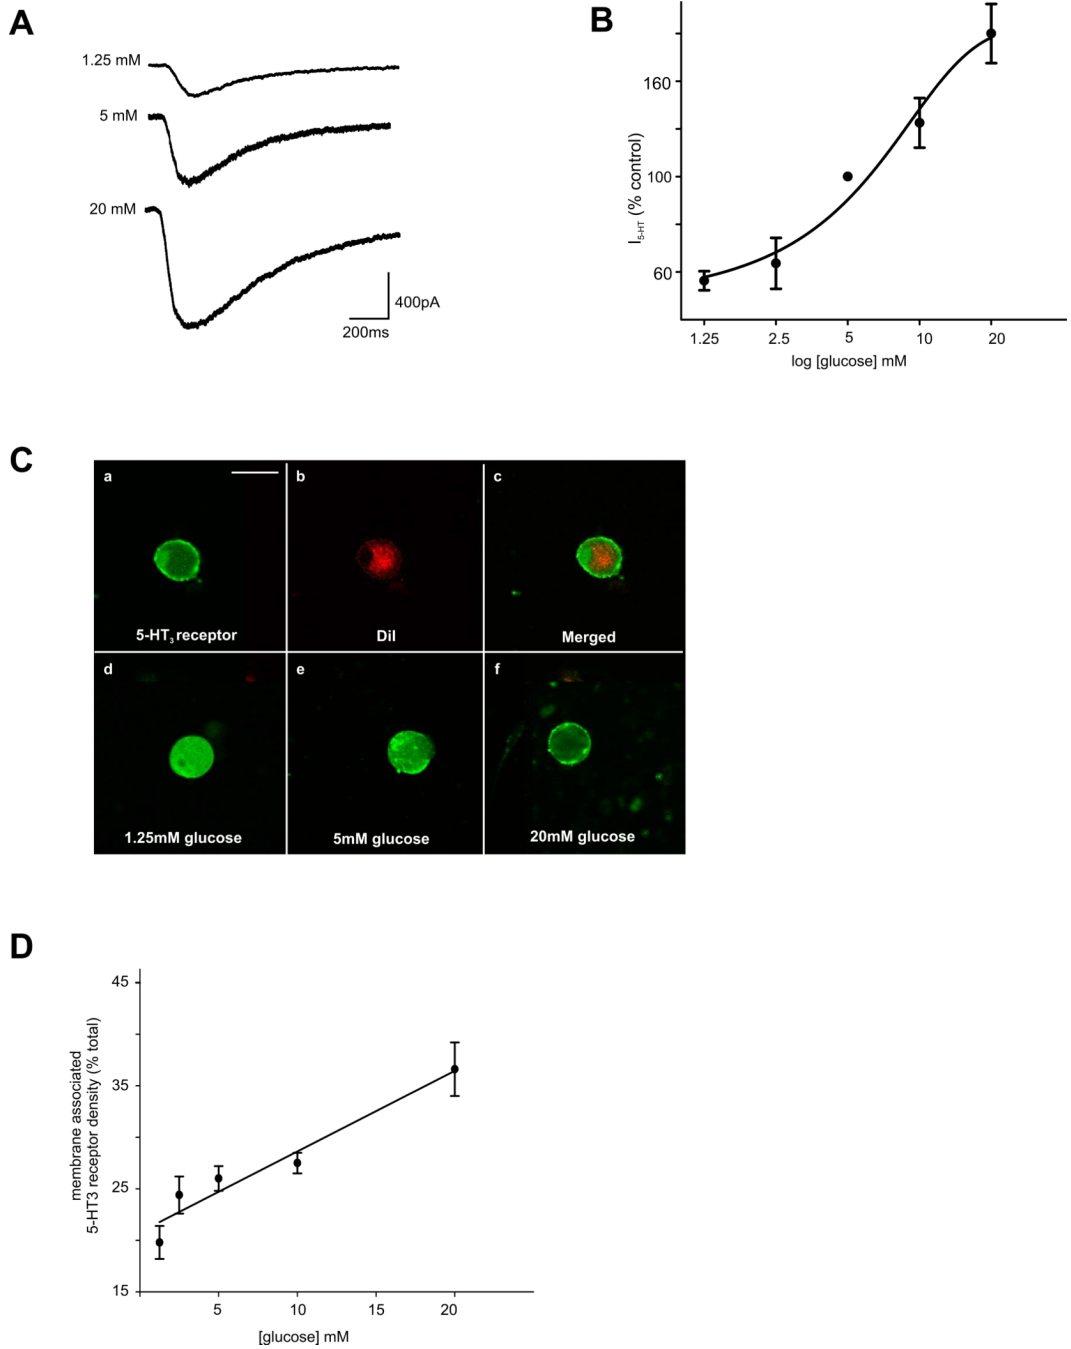 A
1.25 mM
5 mM
20 mM
400pA
200ms
B
160
100
60
I5-HT (% control)
1.25 2.5 5 10 20
log [glucose] mM
C
a b c
5-HT3 receptor DiI Merged
d e f
1.25mM glucose 5mM glucose 20mM glucose
D
45
35
25
15
membrane associated
5-HT3 receptor density (% total)
5 10 15 20
[glucose] mM